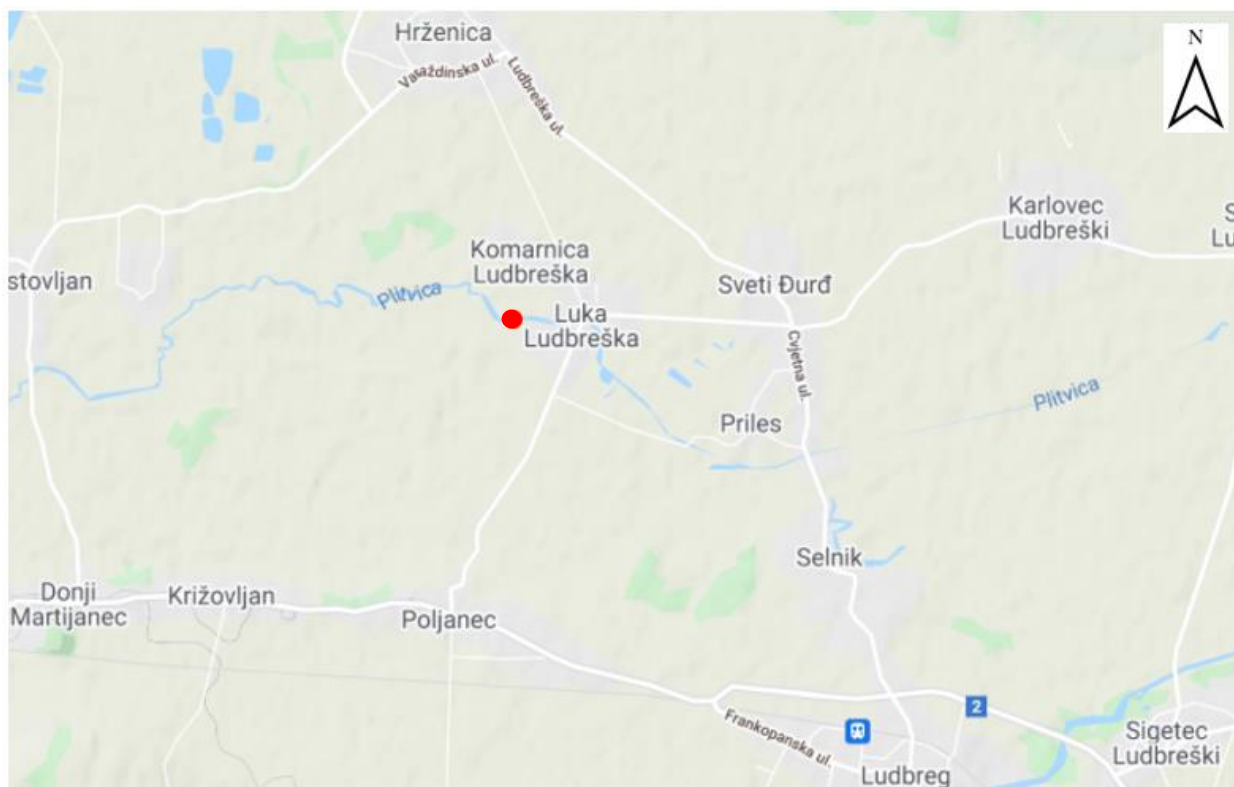 Hrženica
N
Varaždinska ul.
Ludbreška ul.
Karlovec
Ludbreški
S
Lu
Komarnica
Ludbreška
stovljan
Plitvica
Sveti Đurđ
Luka
Ludbreška
Cvjetna ul.
Plitvica
Priles
Selnik
Donji
Martijanec
Križovljan
Poljanec
2
Frankopanska ul.
Ludbreg
Sigetec
Ludbreški